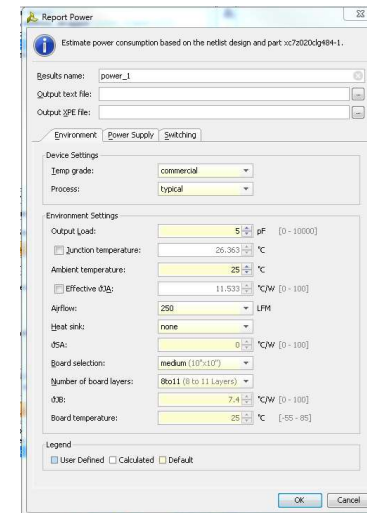 Report Power
Estimate power consumption based on the netlist design and part xc7z020clg484-1.
Results name: power_1
Output text file:
Output XPE file:
Environment Power Supply Switching
Device Settings
Temp grade: commercial
Process: typical
Environment Settings
Output Load: 5 pF [0 - 10000]
Junction temperature: 26.363 °C
Ambient temperature: 25 °C
Effective ϑJA: 11.533 °C/W [0 - 100]
Airflow: 250 LFM
Heat sink: none
ϑSA: 0 °C/W [0 - 100]
Board selection: medium (10"x10")
Number of board layers: 8to11 (8 to 11 Layers)
ϑJB: 7.4 °C/W [0 - 100]
Board temperature: 25 °C [-55 - 85]
Legend
User Defined Calculated Default
OK Cancel